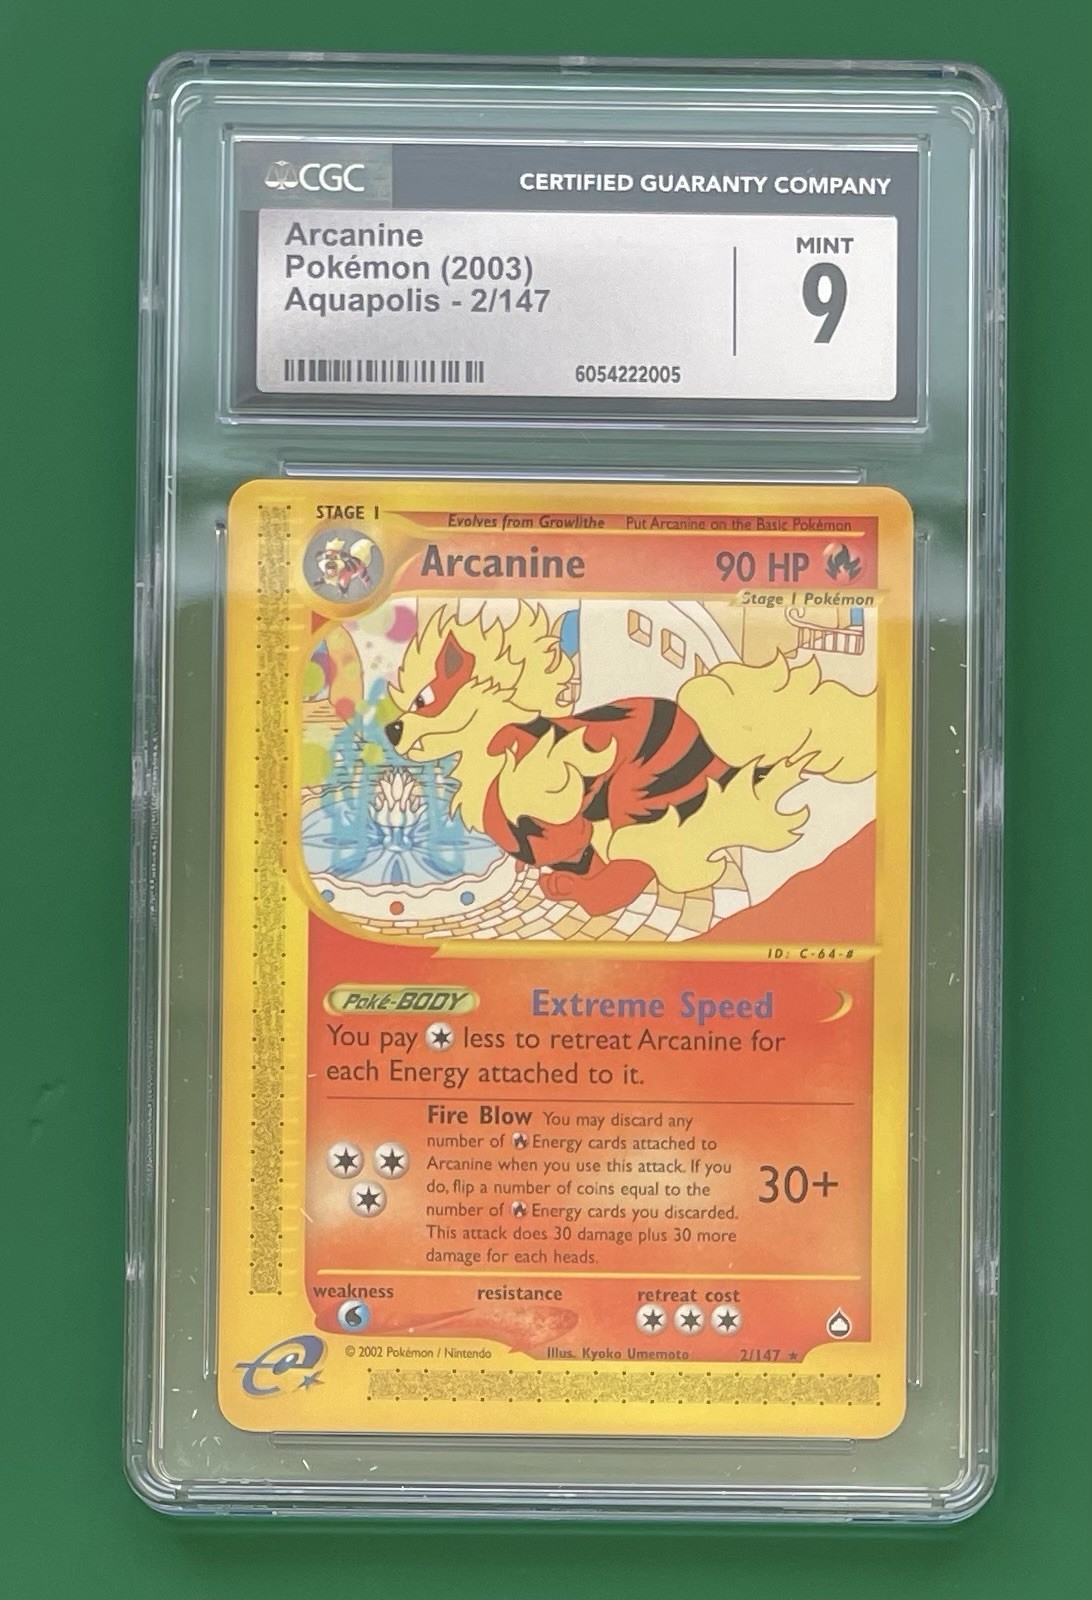 CGC
CERTIFIED GUARANTY COMPANY
Arcanine
Pokémon (2003)
Aquapolis - 2/147
MINT
9
6054222005
STAGE 1
Evolves from Growlithe Put Arcanine on the Basic Pokémon
Arcanine
90 HP
Stage 1 Pokémon
ID: C-64-#
Poké-BODY Extreme Speed
You pay less to retreat Arcanine for
each Energy attached to it.
Fire Blow You may discard any
number of Energy cards attached to
Arcanine when you use this attack. If you
do, flip a number of coins equal to the
number of Energy cards you discarded.
This attack does 30 damage plus 30 more
damage for each heads.
30+
weakness resistance retreat cost
e
© 2002 Pokémon / Nintendo Illus. Kyoko Umemoto 2/147 ★